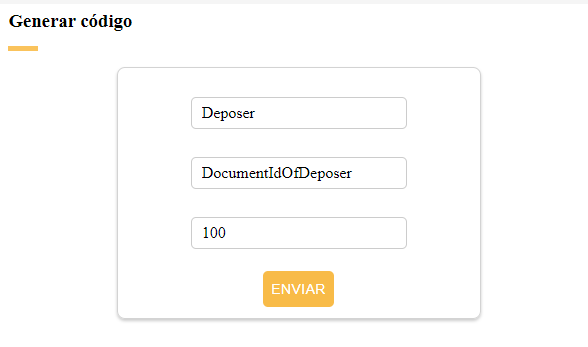 Generar código
Deposer
DocumentIdOfDeposer
100
ENVIAR